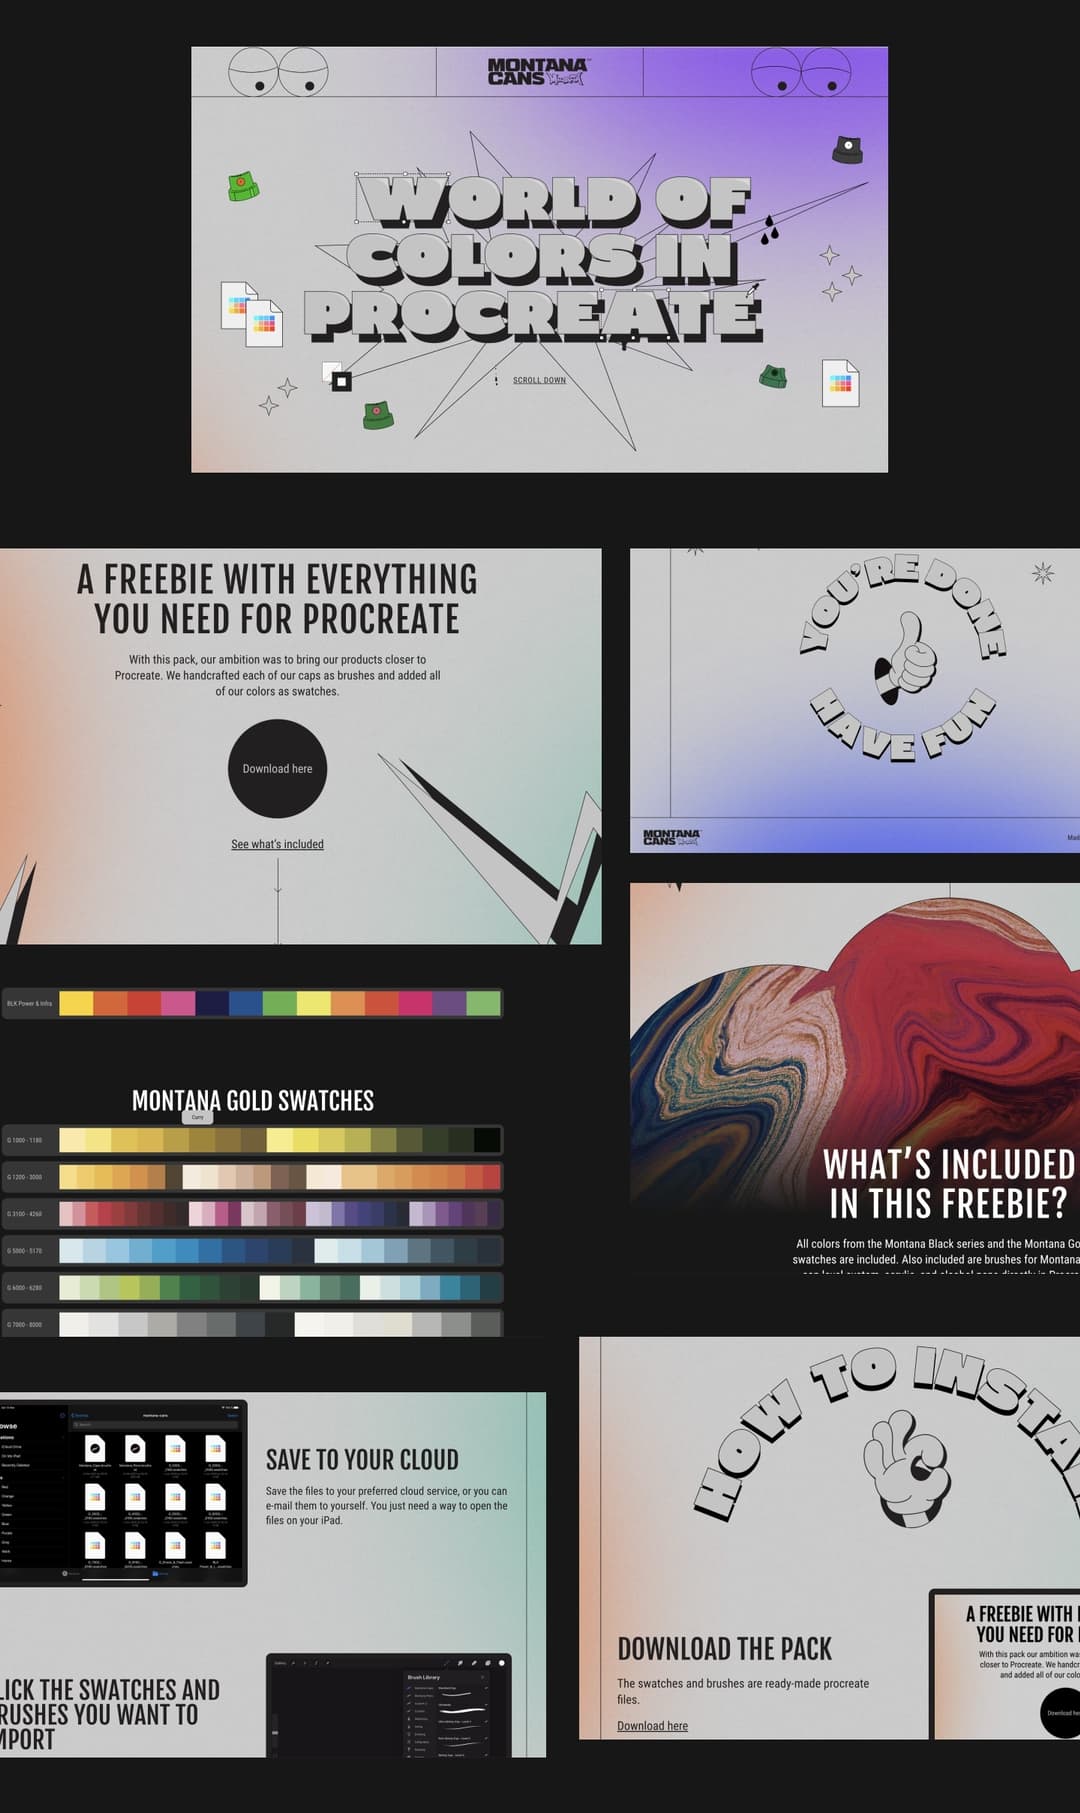 MONTANA
CANS
WORLD OF
COLORS IN
PROCREATE
SCROLL DOWN
A FREEBIE WITH EVERYTHING
YOU NEED FOR PROCREATE
With this pack, our ambition was to bring our products closer to
Procreate. We handcrafted each of our caps as brushes and added all
of our colors as swatches.
Download here
See what's included
YOU'RE DONE
HAVE FUN
MONTANA
CANS
Mad
WHAT'S INCLUDED
IN THIS FREEBIE?
All colors from the Montana Black series and the Montana Go
swatches are included. Also included are brushes for Montana
BLK Power & Infra
MONTANA GOLD SWATCHES
Curry
G 1000 - 1180
G 1200 - 3000
G 3100 - 4260
G 5000 - 5170
G 6000 - 6280
G 7000 - 8000
SAVE TO YOUR CLOUD
Save the files to your preferred cloud service, or you can
e-mail them to yourself. You just need a way to open the
files on your iPad.
LICK THE SWATCHES AND
RUSHES YOU WANT TO
MPORT
Brush Library
HOW TO INSTA
DOWNLOAD THE PACK
The swatches and brushes are ready-made procreate
files.
Download here
A FREEBIE WITH
YOU NEED FOR
With this pack our ambition wa
closer to Procreate. We handcr
and added all of our colo
Download he